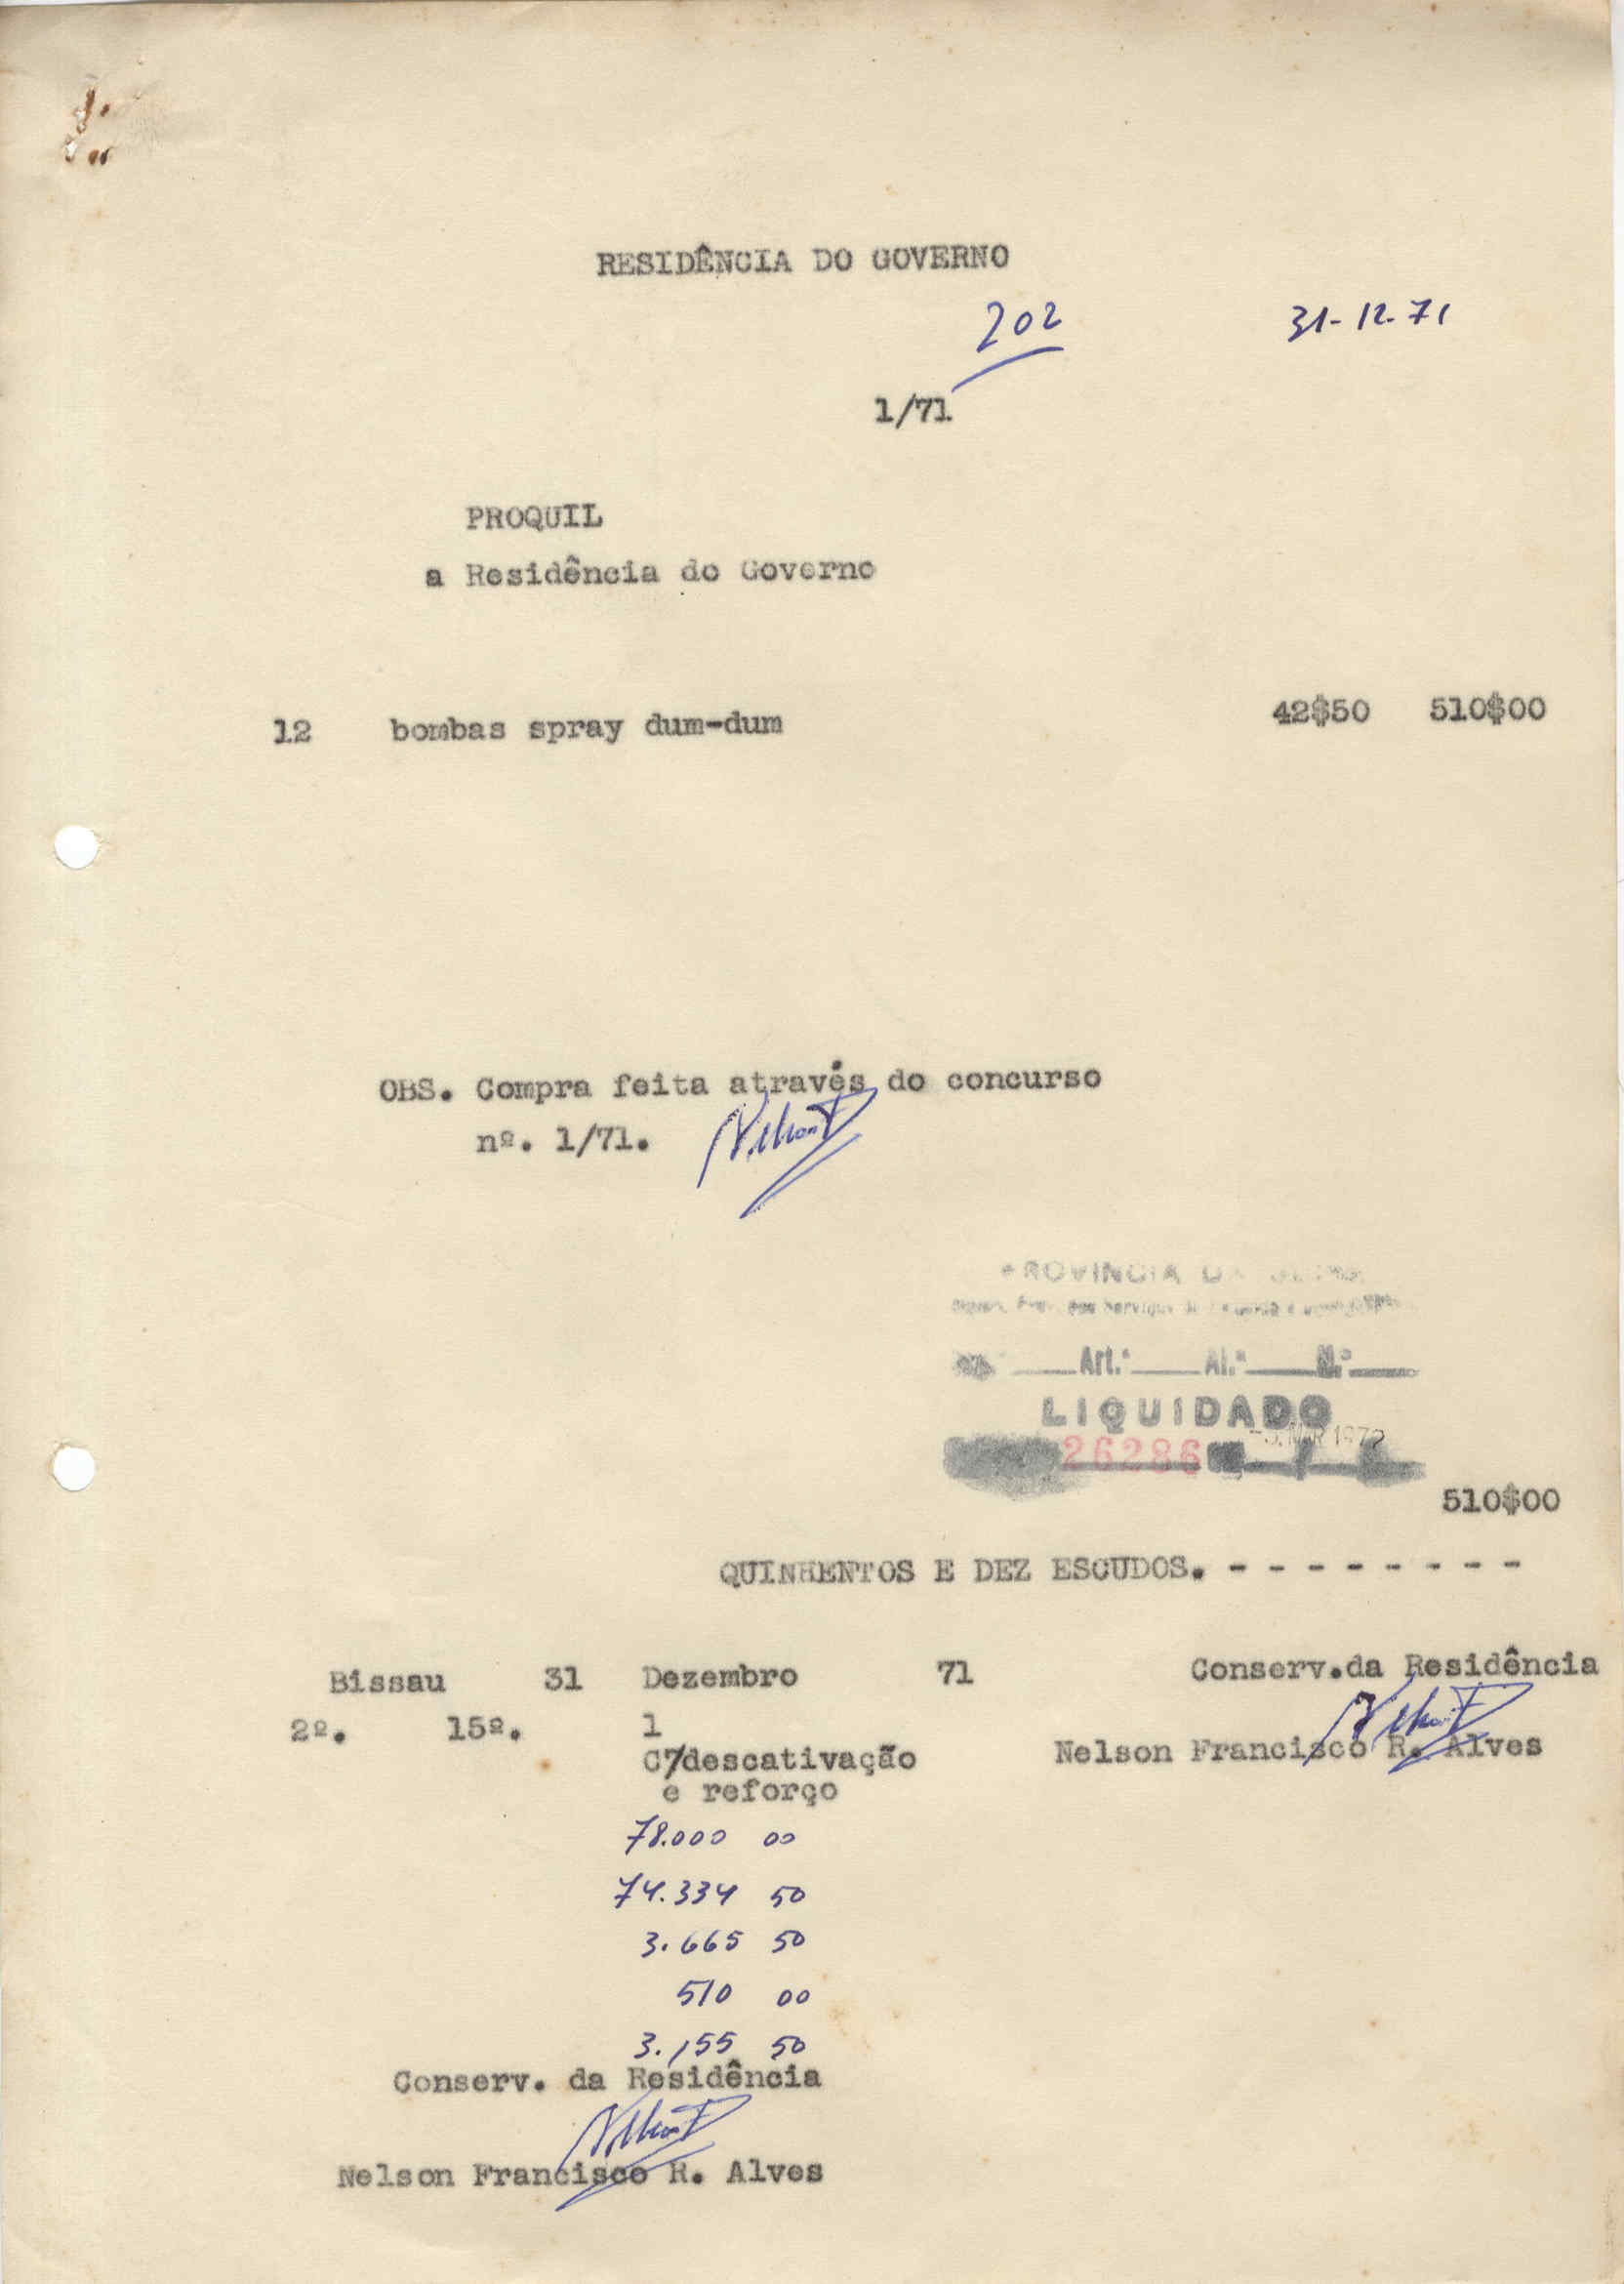 RESIDÊNCIA DO GOVERNO
202 31-12-71
1/71
PROQUIL
a Residência do Governo
12 bombas spray dum-dum 42$50 510$00
OBS. Compra feita através do concurso
nº. 1/71.
PROVINCIA
dos Serviços
Art.º Al.ª N.º
LIQUIDADO
26286
510$00
QUINHENTOS E DEZ ESCUDOS. - - - - - - - - -
Bissau 31 Dezembro 71 Conserv.da Residência
2º. 15º. 1
Nelson Francisco R. Alves
C/descativação
e reforço
78.000 00
74.334 50
3.665 50
510 00
3.155 50
Conserv. da Residência
Nelson Francisco R. Alves